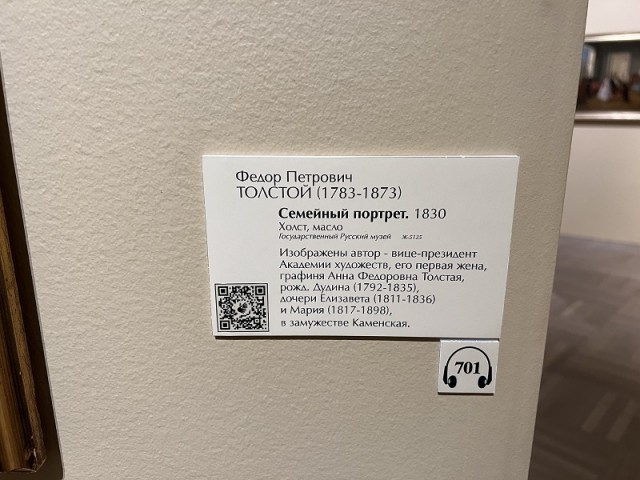 Федор Петрович
ТОЛСТОЙ (1783-1873)
Семейный портрет. 1830
Холст, масло
Государственный Русский музей Ж-5125
Изображены автор - вице-президент
Академии художеств, его первая жена,
графиня Анна Федоровна Толстая,
рожд. Дудина (1792-1835),
дочери Елизавета (1811-1836)
и Мария (1817-1898),
в замужестве Каменская.
701